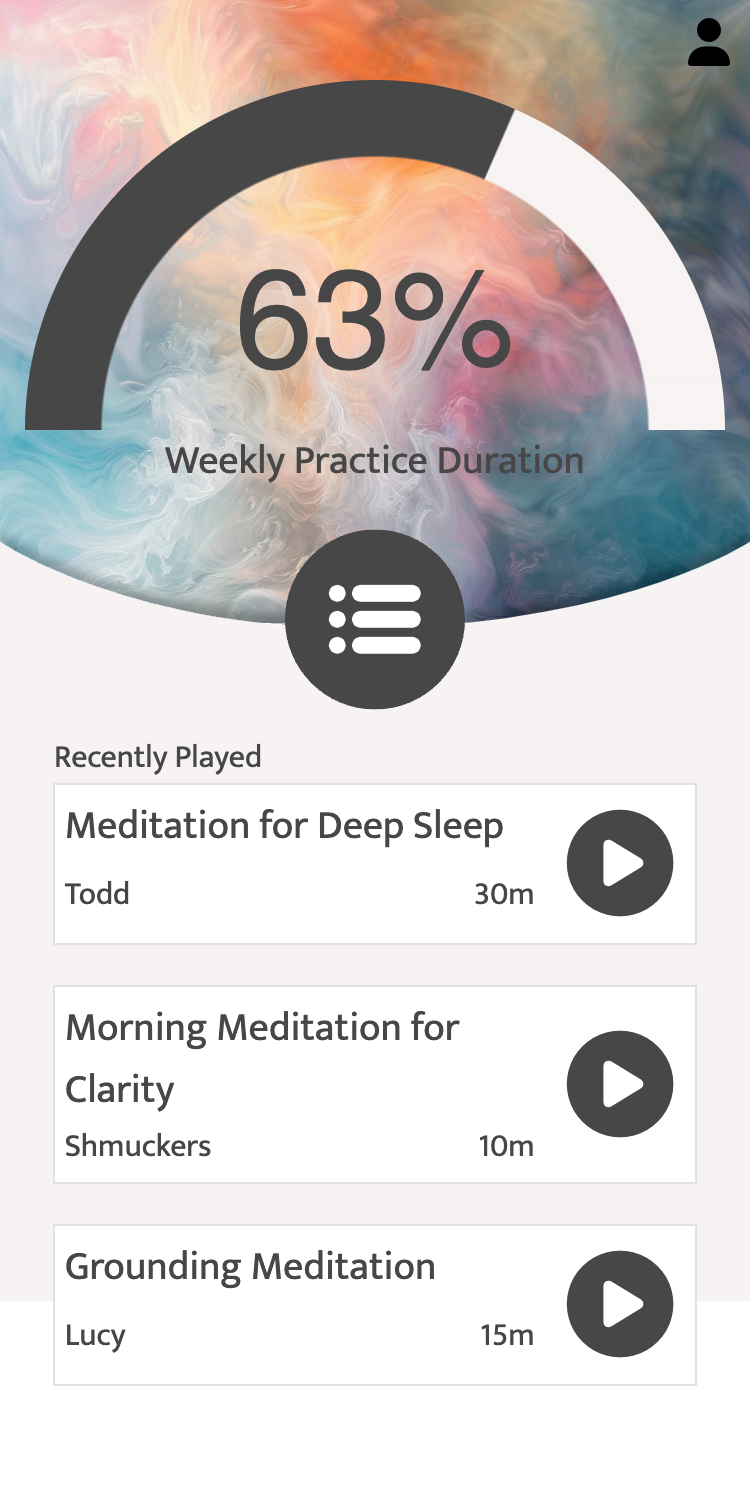 63%
Weekly Practice Duration
Recently Played
Meditation for Deep Sleep
Todd 30m
Morning Meditation for
Clarity
Shmuckers 10m
Grounding Meditation
Lucy 15m